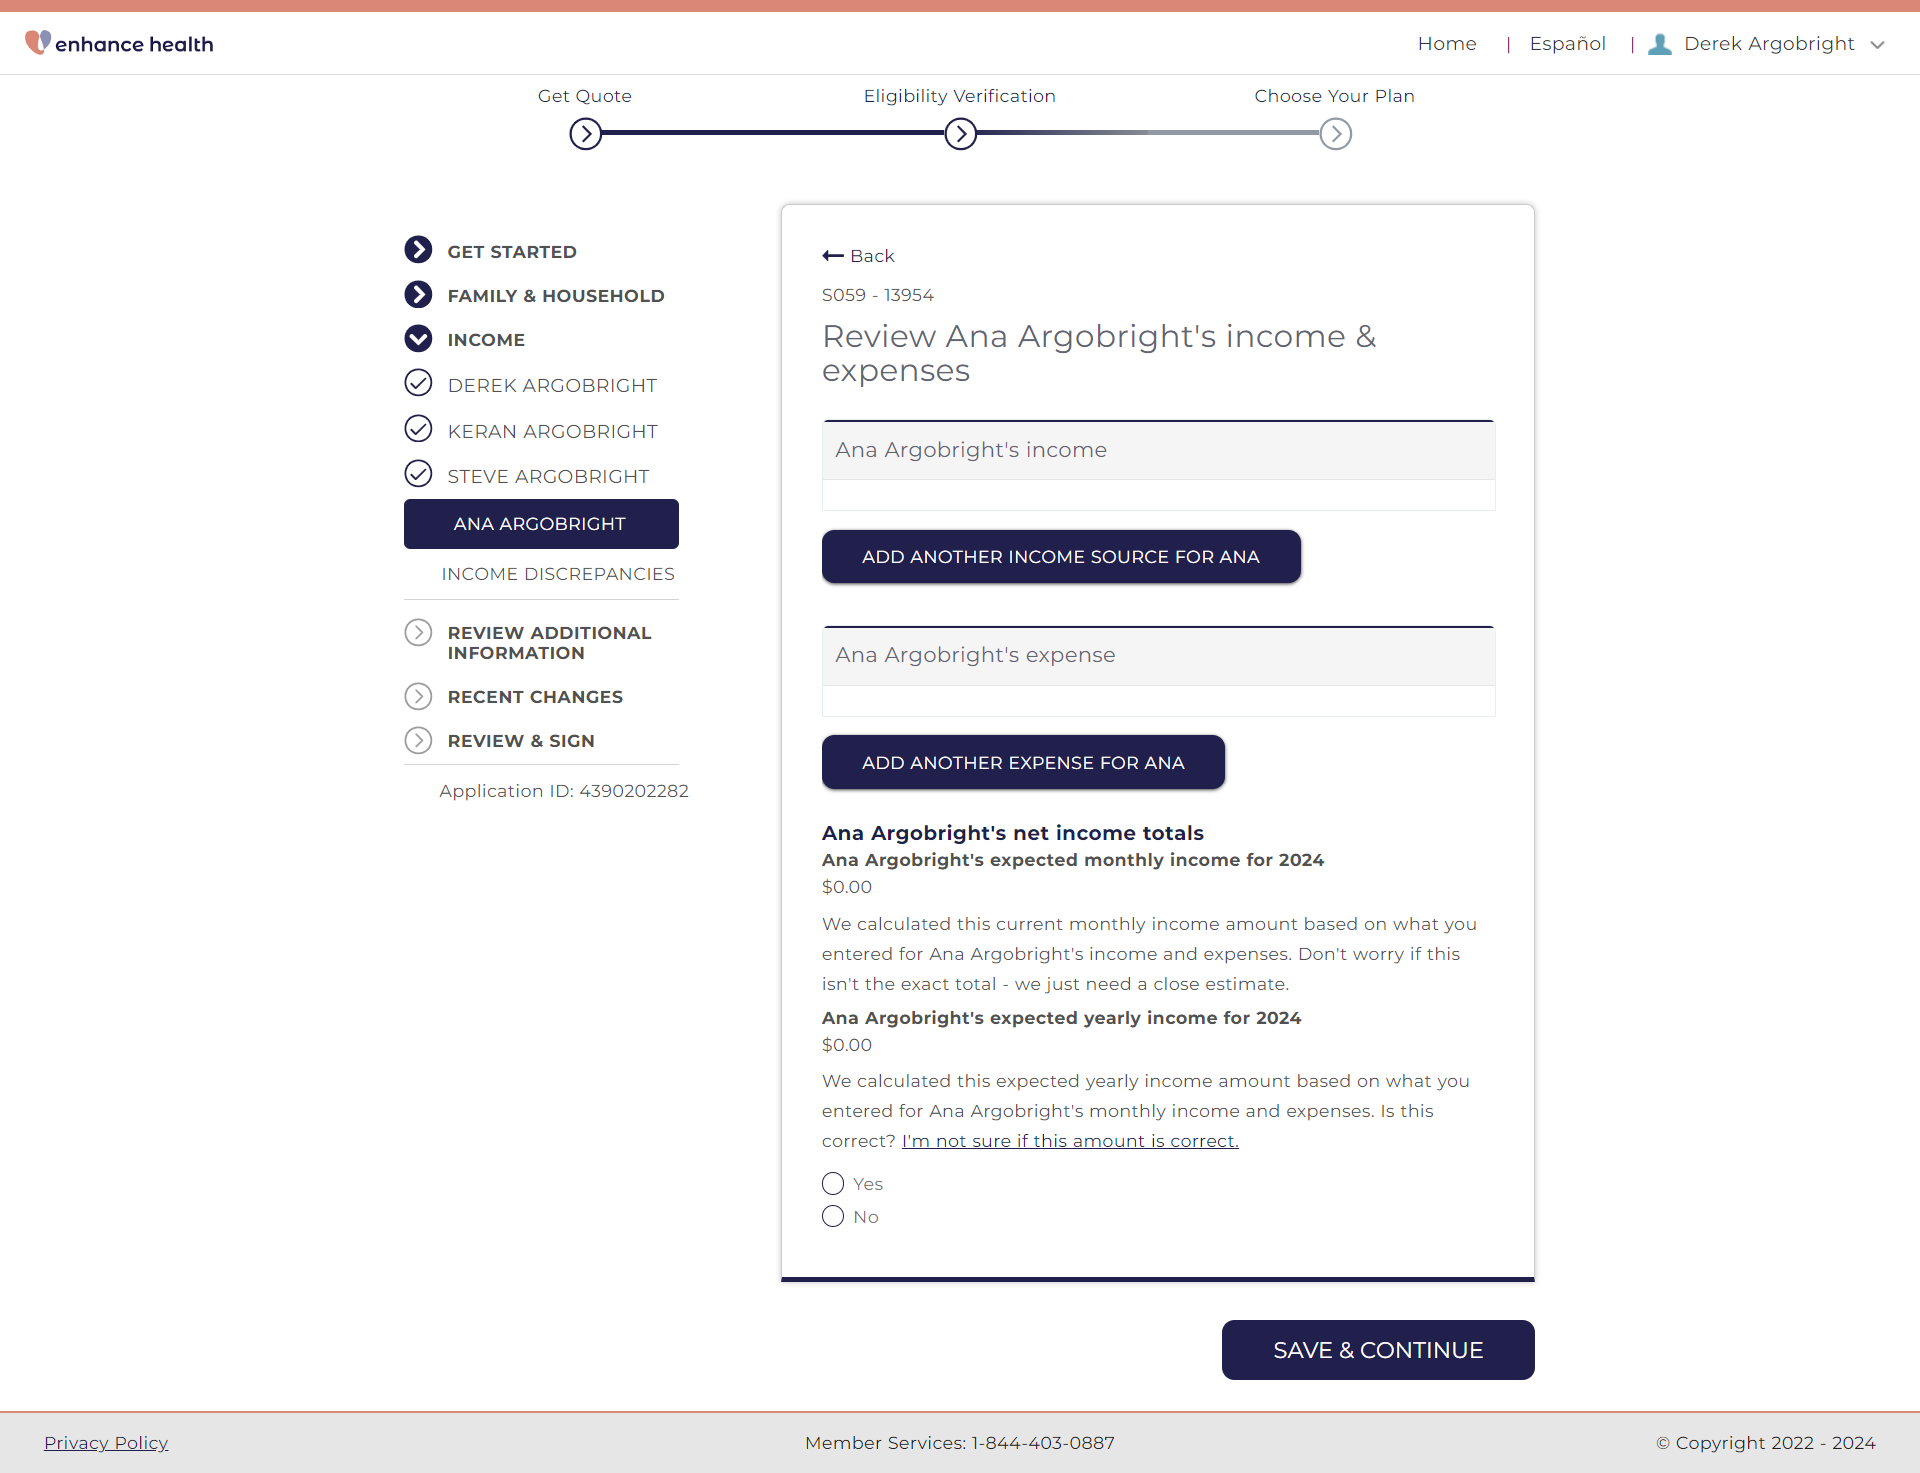 enhance health
Home | Español | Derek Argobright
Get Quote
Eligibility Verification
Choose Your Plan
GET STARTED
FAMILY & HOUSEHOLD
INCOME
DEREK ARGOBRIGHT
KERAN ARGOBRIGHT
STEVE ARGOBRIGHT
ANA ARGOBRIGHT
INCOME DISCREPANCIES
REVIEW ADDITIONAL
INFORMATION
RECENT CHANGES
REVIEW & SIGN
Application ID: 4390202282
Back
S059 - 13954
Review Ana Argobright's income &
expenses
Ana Argobright's income
ADD ANOTHER INCOME SOURCE FOR ANA
Ana Argobright's expense
ADD ANOTHER EXPENSE FOR ANA
Ana Argobright's net income totals
Ana Argobright's expected monthly income for 2024
$0.00
We calculated this current monthly income amount based on what you
entered for Ana Argobright's income and expenses. Don't worry if this
isn't the exact total - we just need a close estimate.
Ana Argobright's expected yearly income for 2024
$0.00
We calculated this expected yearly income amount based on what you
entered for Ana Argobright's monthly income and expenses. Is this
correct? I'm not sure if this amount is correct.
Yes
No
SAVE & CONTINUE
Privacy Policy
Member Services: 1-844-403-0887
© Copyright 2022 - 2024